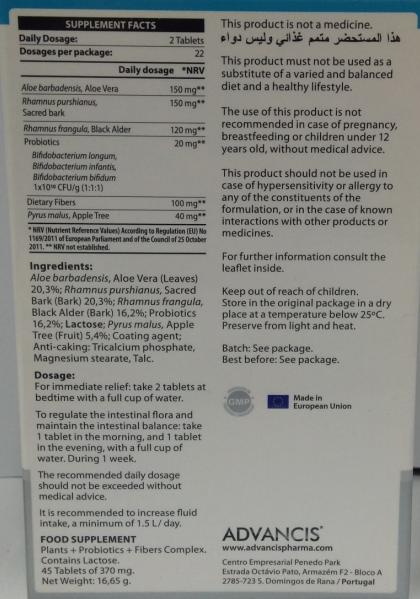 SUPPLEMENT FACTS
Daily Dosage: 2 Tablets
Dosages per package: 22
Daily dosage *NRV
Aloe barbadensis, Aloe Vera 150 mg**
Rhamnus purshianus, 150 mg**
Sacred bark
Rhamnus frangula, Black Alder 120 mg**
Probiotics 20 mg**
Bifidobacterium longum,
Bifidobacterium infantis,
Bifidobacterium bifidum
1x10¹⁰ CFU/g (1:1:1)
Dietary Fibers 100 mg**
Pyrus malus, Apple Tree 40 mg**
* NRV (Nutrient Reference Values) According to Regulation (EU) No
1169/2011 of European Parliament and of the Council of 25 October
2011. ** NRV not established.
Ingredients:
Aloe barbadensis, Aloe Vera (Leaves)
20,3%; Rhamnus purshianus, Sacred
Bark (Bark) 20,3%; Rhamnus frangula,
Black Alder (Bark) 16,2%; Probiotics
16,2%; Lactose; Pyrus malus, Apple
Tree (Fruit) 5,4%; Coating agent;
Anti-caking: Tricalcium phosphate,
Magnesium stearate, Talc.
Dosage:
For immediate relief: take 2 tablets at
bedtime with a full cup of water.
To regulate the intestinal flora and
maintain the intestinal balance: take
1 tablet in the morning, and 1 tablet
in the evening, with a full cup of
water. During 1 week.
The recommended daily dosage
should not be exceeded without
medical advice.
It is recommended to increase fluid
intake, a minimum of 1.5 L/ day.
FOOD SUPPLEMENT
Plants + Probiotics + Fibers Complex.
Contains Lactose.
45 Tablets of 370 mg.
Net Weight: 16,65 g.
This product is not a medicine.
هذا المستحضر متمم غذائي وليس دواء
This product must not be used as a
substitute of a varied and balanced
diet and a healthy lifestyle.
The use of this product is not
recommended in case of pregnancy,
breastfeeding or children under 12
years old, without medical advice.
This product should not be used in
case of hypersensitivity or allergy to
any of the constituents of the
formulation, or in the case of known
interactions with other products or
medicines.
For further information consult the
leaflet inside.
Keep out of reach of children.
Store in the original package in a dry
place at a temperature below 25ºC.
Preserve from light and heat.
Batch: See package.
Best before: See package.
GMP
Made in
European Union
ADVANCIS®
www.advancispharma.com
Centro Empresarial Penedo Park
Estrada Octávio Pato, Armazém F2 - Bloco A
2785-723 S. Domingos de Rana / Portugal